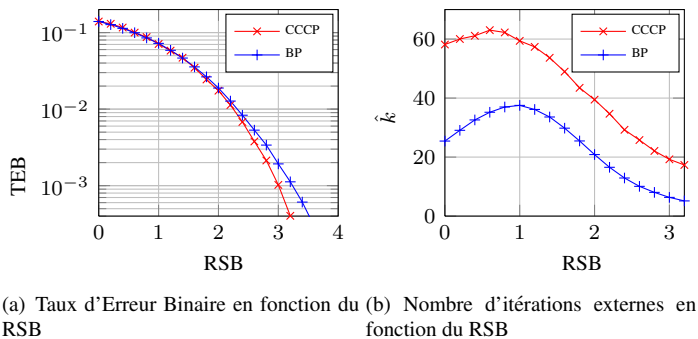 10⁻¹
10⁻²
10⁻³
TEB
0
1
2
3
4
RSB
CCCP
BP
60
40
20
0
k̂
0
1
2
3
RSB
CCCP
BP
(a) Taux d'Erreur Binaire en fonction du
RSB
(b) Nombre d'itérations externes en
fonction du RSB